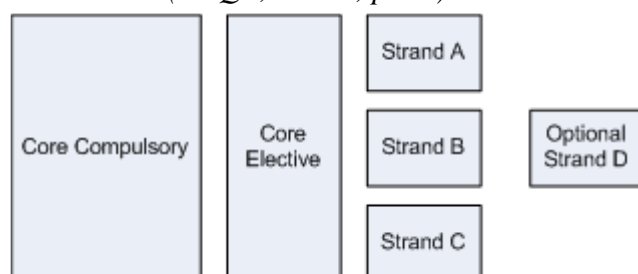 Core Compulsory
Core
Elective
Strand A
Strand B
Strand C
Optional
Strand D